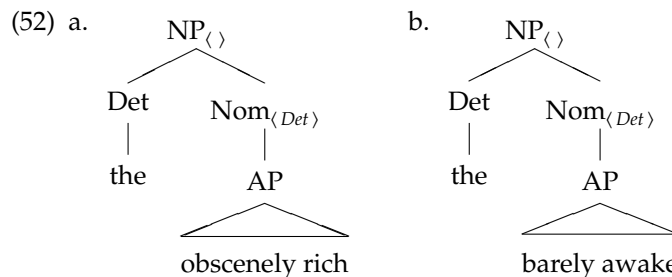 (52) a. NP⟨ ⟩ b. NP⟨ ⟩
Det Nom⟨Det⟩ Det Nom⟨Det⟩
the AP the AP
obscenely rich barely awake